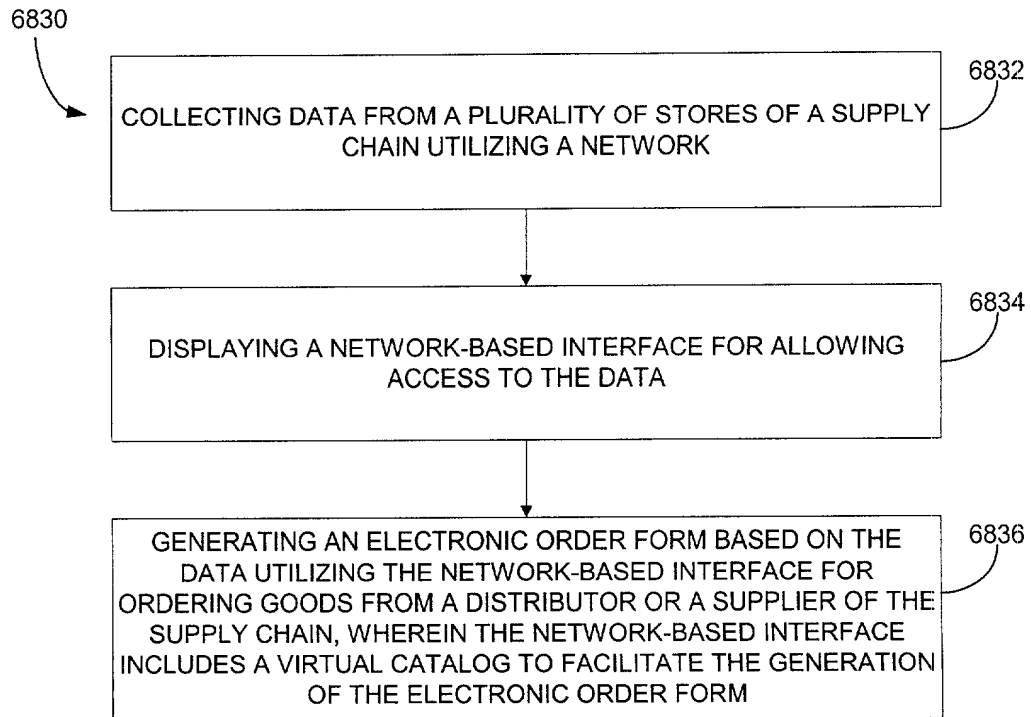 6830
6832
COLLECTING DATA FROM A PLURALITY OF STORES OF A SUPPLY
CHAIN UTILIZING A NETWORK
6834
DISPLAYING A NETWORK-BASED INTERFACE FOR ALLOWING
ACCESS TO THE DATA
6836
GENERATING AN ELECTRONIC ORDER FORM BASED ON THE
DATA UTILIZING THE NETWORK-BASED INTERFACE FOR
ORDERING GOODS FROM A DISTRIBUTOR OR A SUPPLIER OF THE
SUPPLY CHAIN, WHEREIN THE NETWORK-BASED INTERFACE
INCLUDES A VIRTUAL CATALOG TO FACILITATE THE GENERATION
OF THE ELECTRONIC ORDER FORM